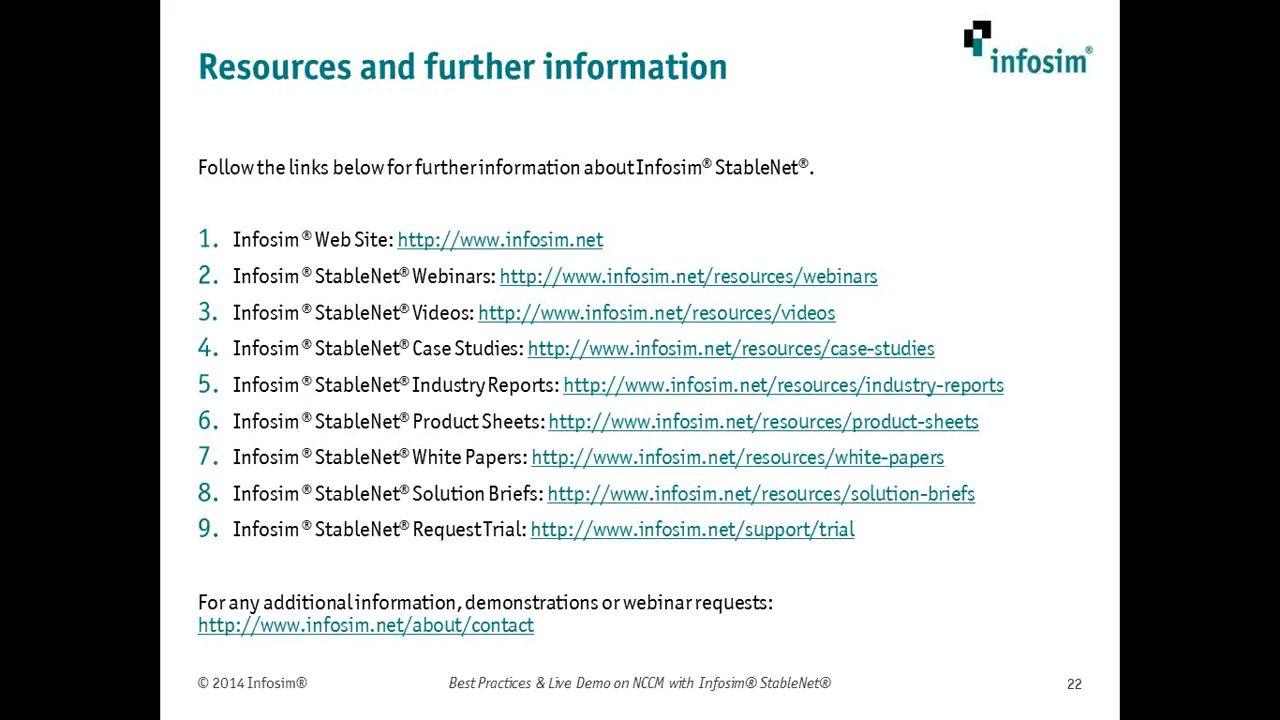 Resources and further information
infosim®
Follow the links below for further information about Infosim® StableNet®.
1. Infosim® Web Site: http://www.infosim.net
2. Infosim® StableNet® Webinars: http://www.infosim.net/resources/webinars
3. Infosim® StableNet® Videos: http://www.infosim.net/resources/videos
4. Infosim® StableNet® Case Studies: http://www.infosim.net/resources/case-studies
5. Infosim® StableNet® Industry Reports: http://www.infosim.net/resources/industry-reports
6. Infosim® StableNet® Product Sheets: http://www.infosim.net/resources/product-sheets
7. Infosim® StableNet® White Papers: http://www.infosim.net/resources/white-papers
8. Infosim® StableNet® Solution Briefs: http://www.infosim.net/resources/solution-briefs
9. Infosim® StableNet® Request Trial: http://www.infosim.net/support/trial
For any additional information, demonstrations or webinar requests:
http://www.infosim.net/about/contact
© 2014 Infosim®
Best Practices & Live Demo on NCCM with Infosim® StableNet®
22